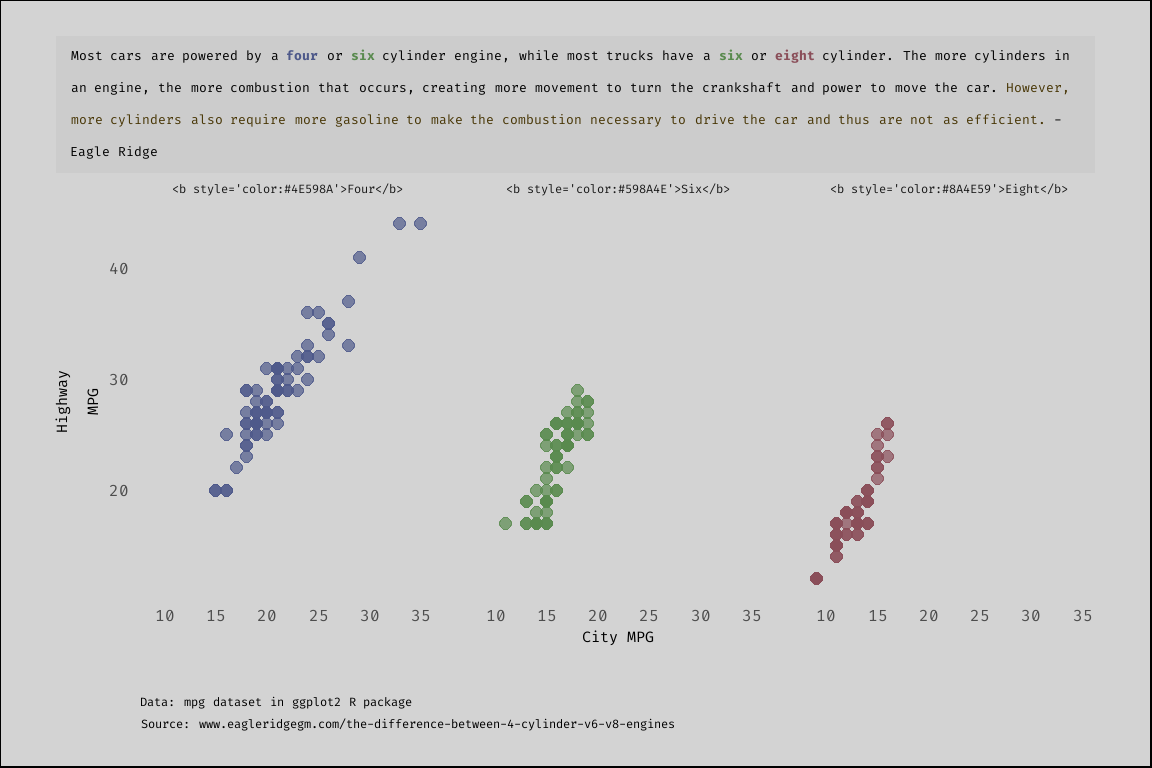 Most cars are powered by a four or six cylinder engine, while most trucks have a six or eight cylinder. The more cylinders in
an engine, the more combustion that occurs, creating more movement to turn the crankshaft and power to move the car. However,
more cylinders also require more gasoline to make the combustion necessary to drive the car and thus are not as efficient. -
Eagle Ridge
<b style='color:#4E598A'>Four</b> <b style='color:#598A4E'>Six</b> <b style='color:#8A4E59'>Eight</b>
40
30
20
Highway
MPG
10 15 20 25 30 35 10 15 20 25 30 35 10 15 20 25 30 35
City MPG
Data: mpg dataset in ggplot2 R package
Source: www.eagleridgegm.com/the-difference-between-4-cylinder-v6-v8-engines